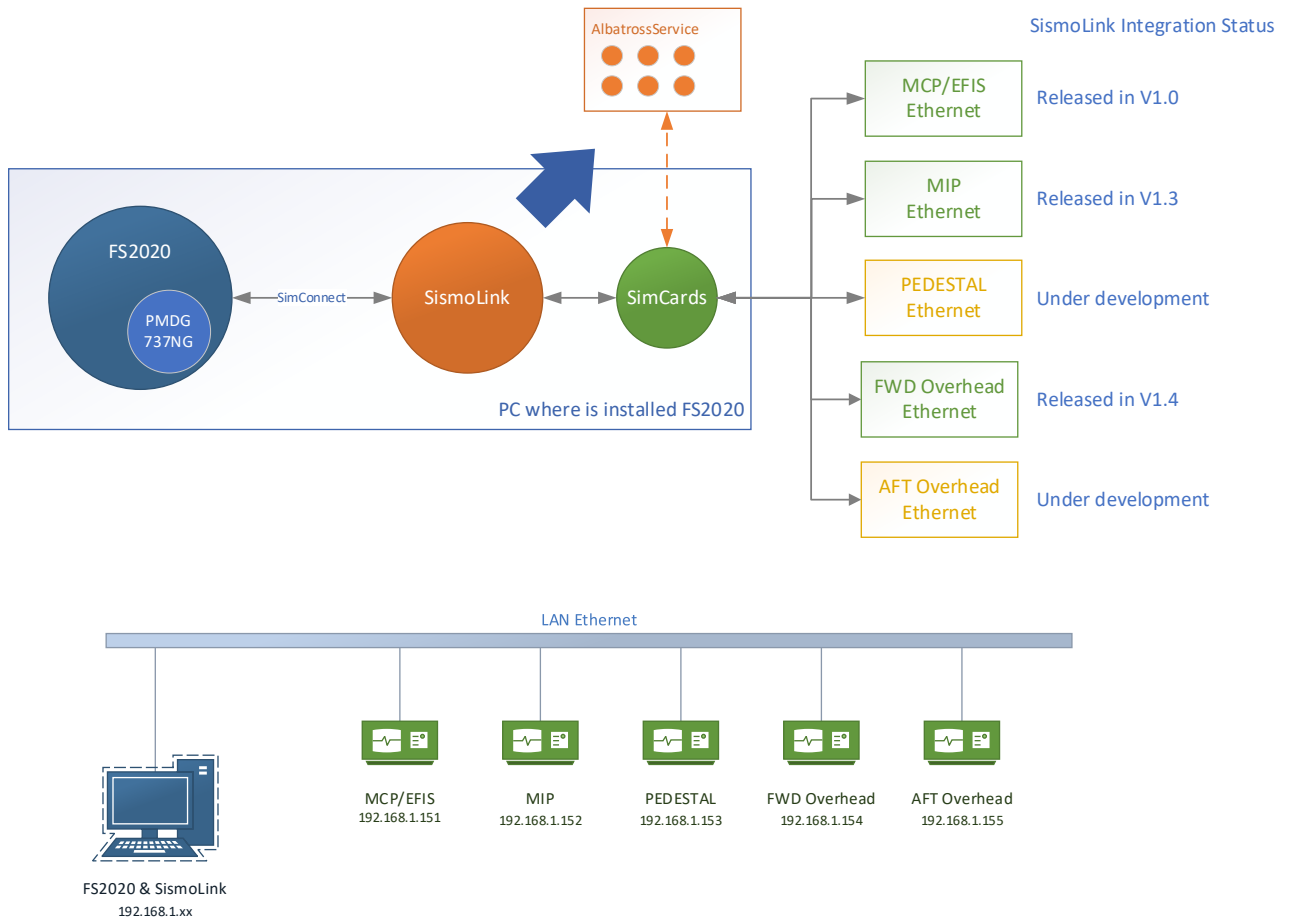 SismoLink Integration Status
AlbatrossService
MCP/EFIS
Ethernet
Released in V1.0
MIP
Ethernet
Released in V1.3
FS2020
PMDG
737NG
SimConnect
SismoLink
SimCards
PEDESTAL
Ethernet
Under development
PC where is installed FS2020
FWD Overhead
Ethernet
Released in V1.4
AFT Overhead
Ethernet
Under development
LAN Ethernet
MCP/EFIS
192.168.1.151
MIP
192.168.1.152
PEDESTAL
192.168.1.153
FWD Overhead
192.168.1.154
AFT Overhead
192.168.1.155
FS2020 & SismoLink
192.168.1.xx